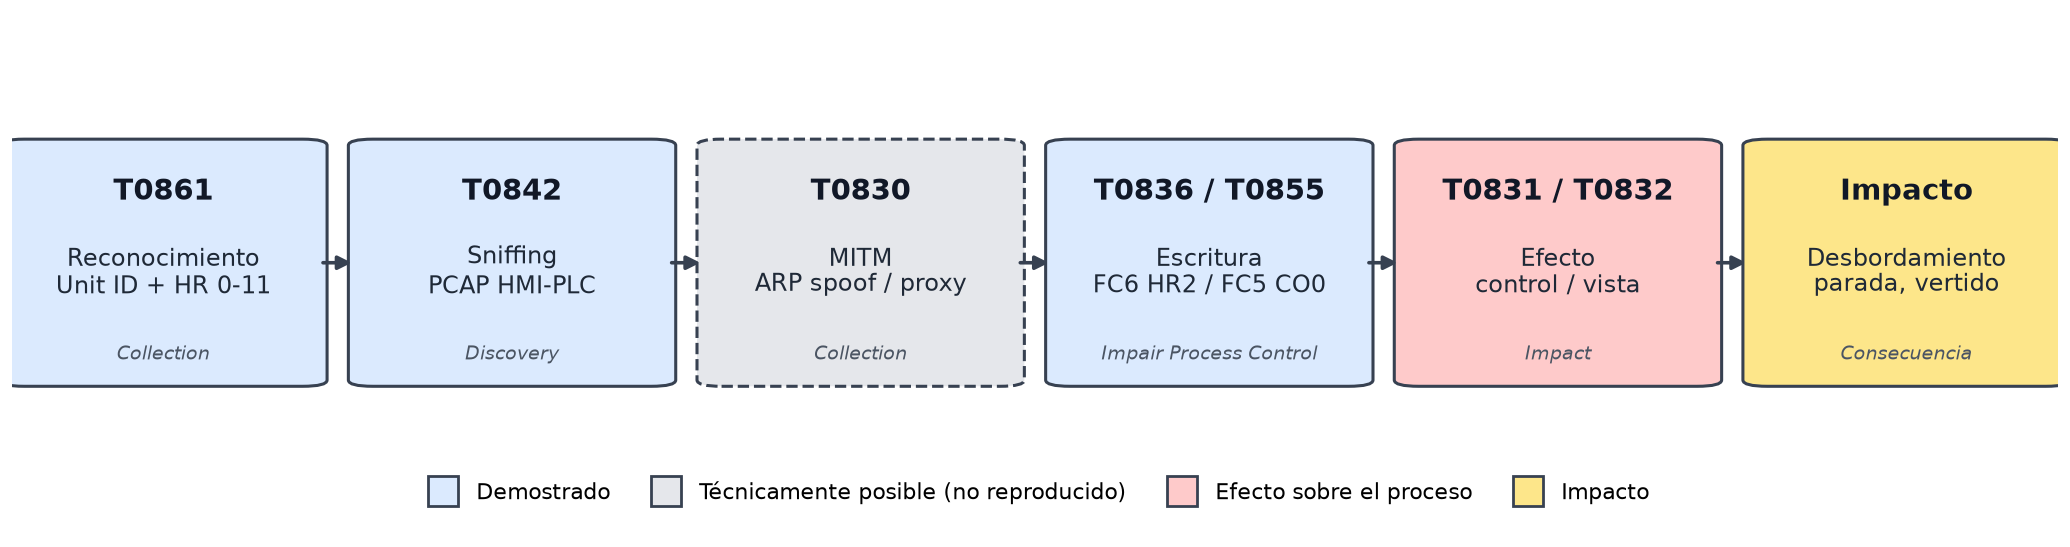 T0861
Reconocimiento
Unit ID + HR 0-11
Collection
T0842
Sniffing
PCAP HMI-PLC
Discovery
T0830
MITM
ARP spoof / proxy
Collection
T0836 / T0855
Escritura
FC6 HR2 / FC5 CO0
Impair Process Control
T0831 / T0832
Efecto
control / vista
Impact
Impacto
Desbordamiento
parada, vertido
Consecuencia
Demostrado
Técnicamente posible (no reproducido)
Efecto sobre el proceso
Impacto